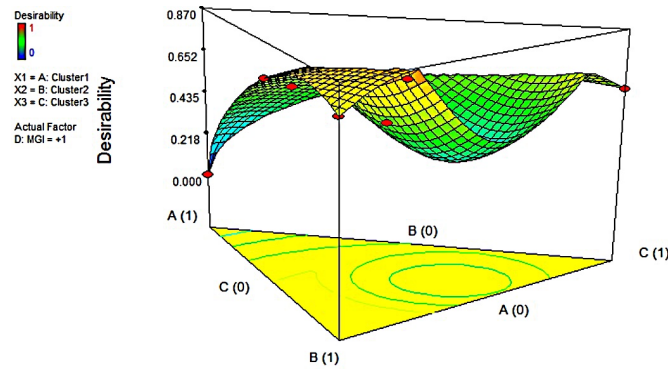 Desirability
1
0
X1 = A: Cluster1
X2 = B: Cluster2
X3 = C: Cluster3
Actual Factor
D: MGI = +1
Desirability
0.870
0.652
0.435
0.218
0.000
A (1)
B (0)
C (1)
C (0)
A (0)
B (1)